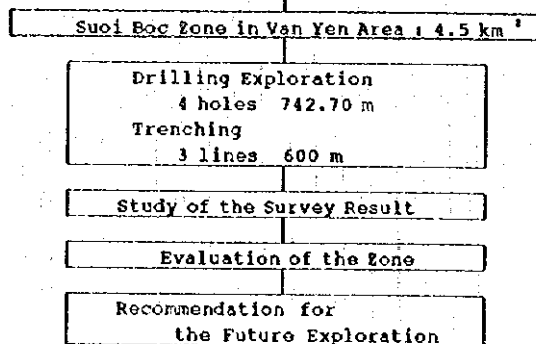 Suoi Boc Zone in Van Yen Area : 4.5 km²
Drilling Exploration
4 holes 742.70 m
Trenching
3 lines 600 m
Study of the Survey Result
Evaluation of the Zone
Recommendation for
the Future Exploration